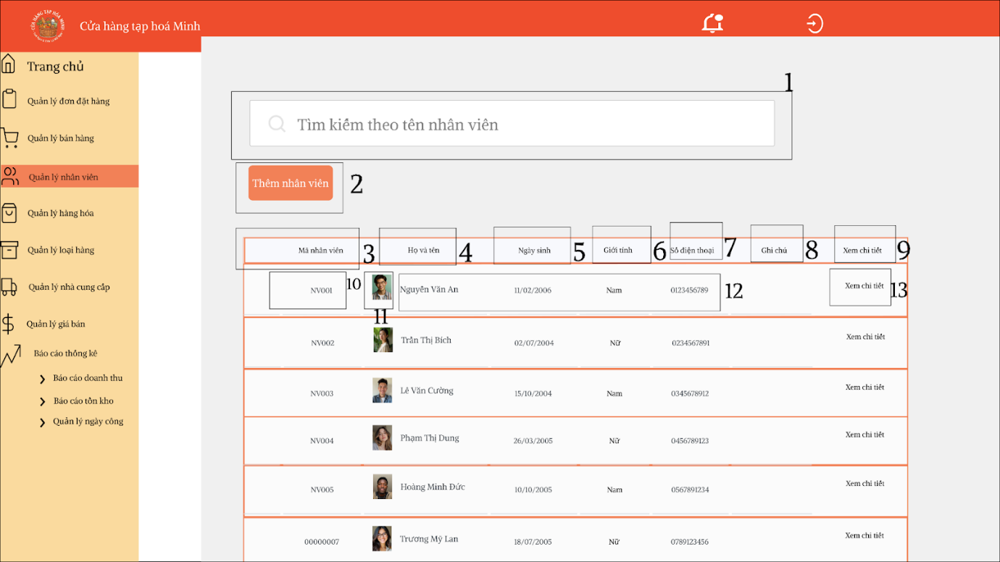 CỬA HÀNG TẠP HÓA MINH
Cửa hàng tạp hoá Minh
Trang chủ
Quản lý đơn đặt hàng
Quản lý bán hàng
Quản lý nhân viên
Quản lý hàng hóa
Quản lý loại hàng
Quản lý nhà cung cấp
Quản lý giá bán
Báo cáo thống kê
Báo cáo doanh thu
Báo cáo tồn kho
Quản lý ngày công
1
Tìm kiếm theo tên nhân viên
Thêm nhân viên 2
Mã nhân viên 3 Họ và tên 4 Ngày sinh 5 Giới tính 6 Số điện thoại 7 Ghi chú 8 Xem chi tiết 9
NV001 10 11 Nguyễn Văn An 11/02/2006 Nam 0123456789 12 Xem chi tiết 13
NV002 Trần Thị Bích 02/07/2004 Nữ 0234567891 Xem chi tiết
NV003 Lê Văn Cường 15/10/2004 Nam 0345678912 Xem chi tiết
NV004 Phạm Thị Dung 26/03/2005 Nữ 0456789123 Xem chi tiết
NV005 Hoàng Minh Đức 10/10/2005 Nam 0567891234 Xem chi tiết
00000007 Trương Mỹ Lan 18/07/2005 Nữ 0789123456 Xem chi tiết